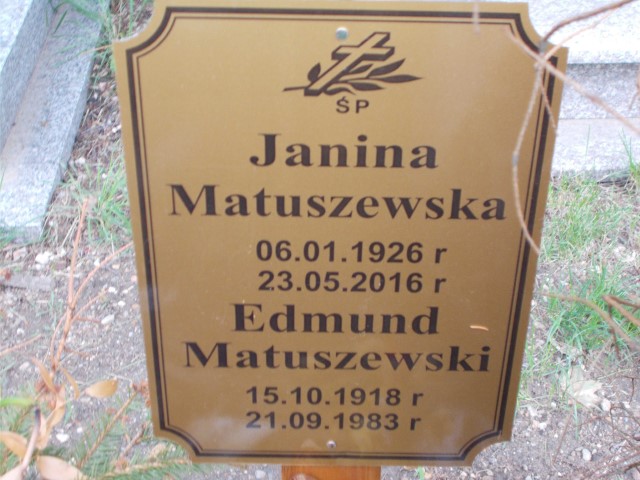 ŚP
Janina
Matuszewska
06.01.1926 r
23.05.2016 r
Edmund
Matuszewski
15.10.1918 r
21.09.1983 r